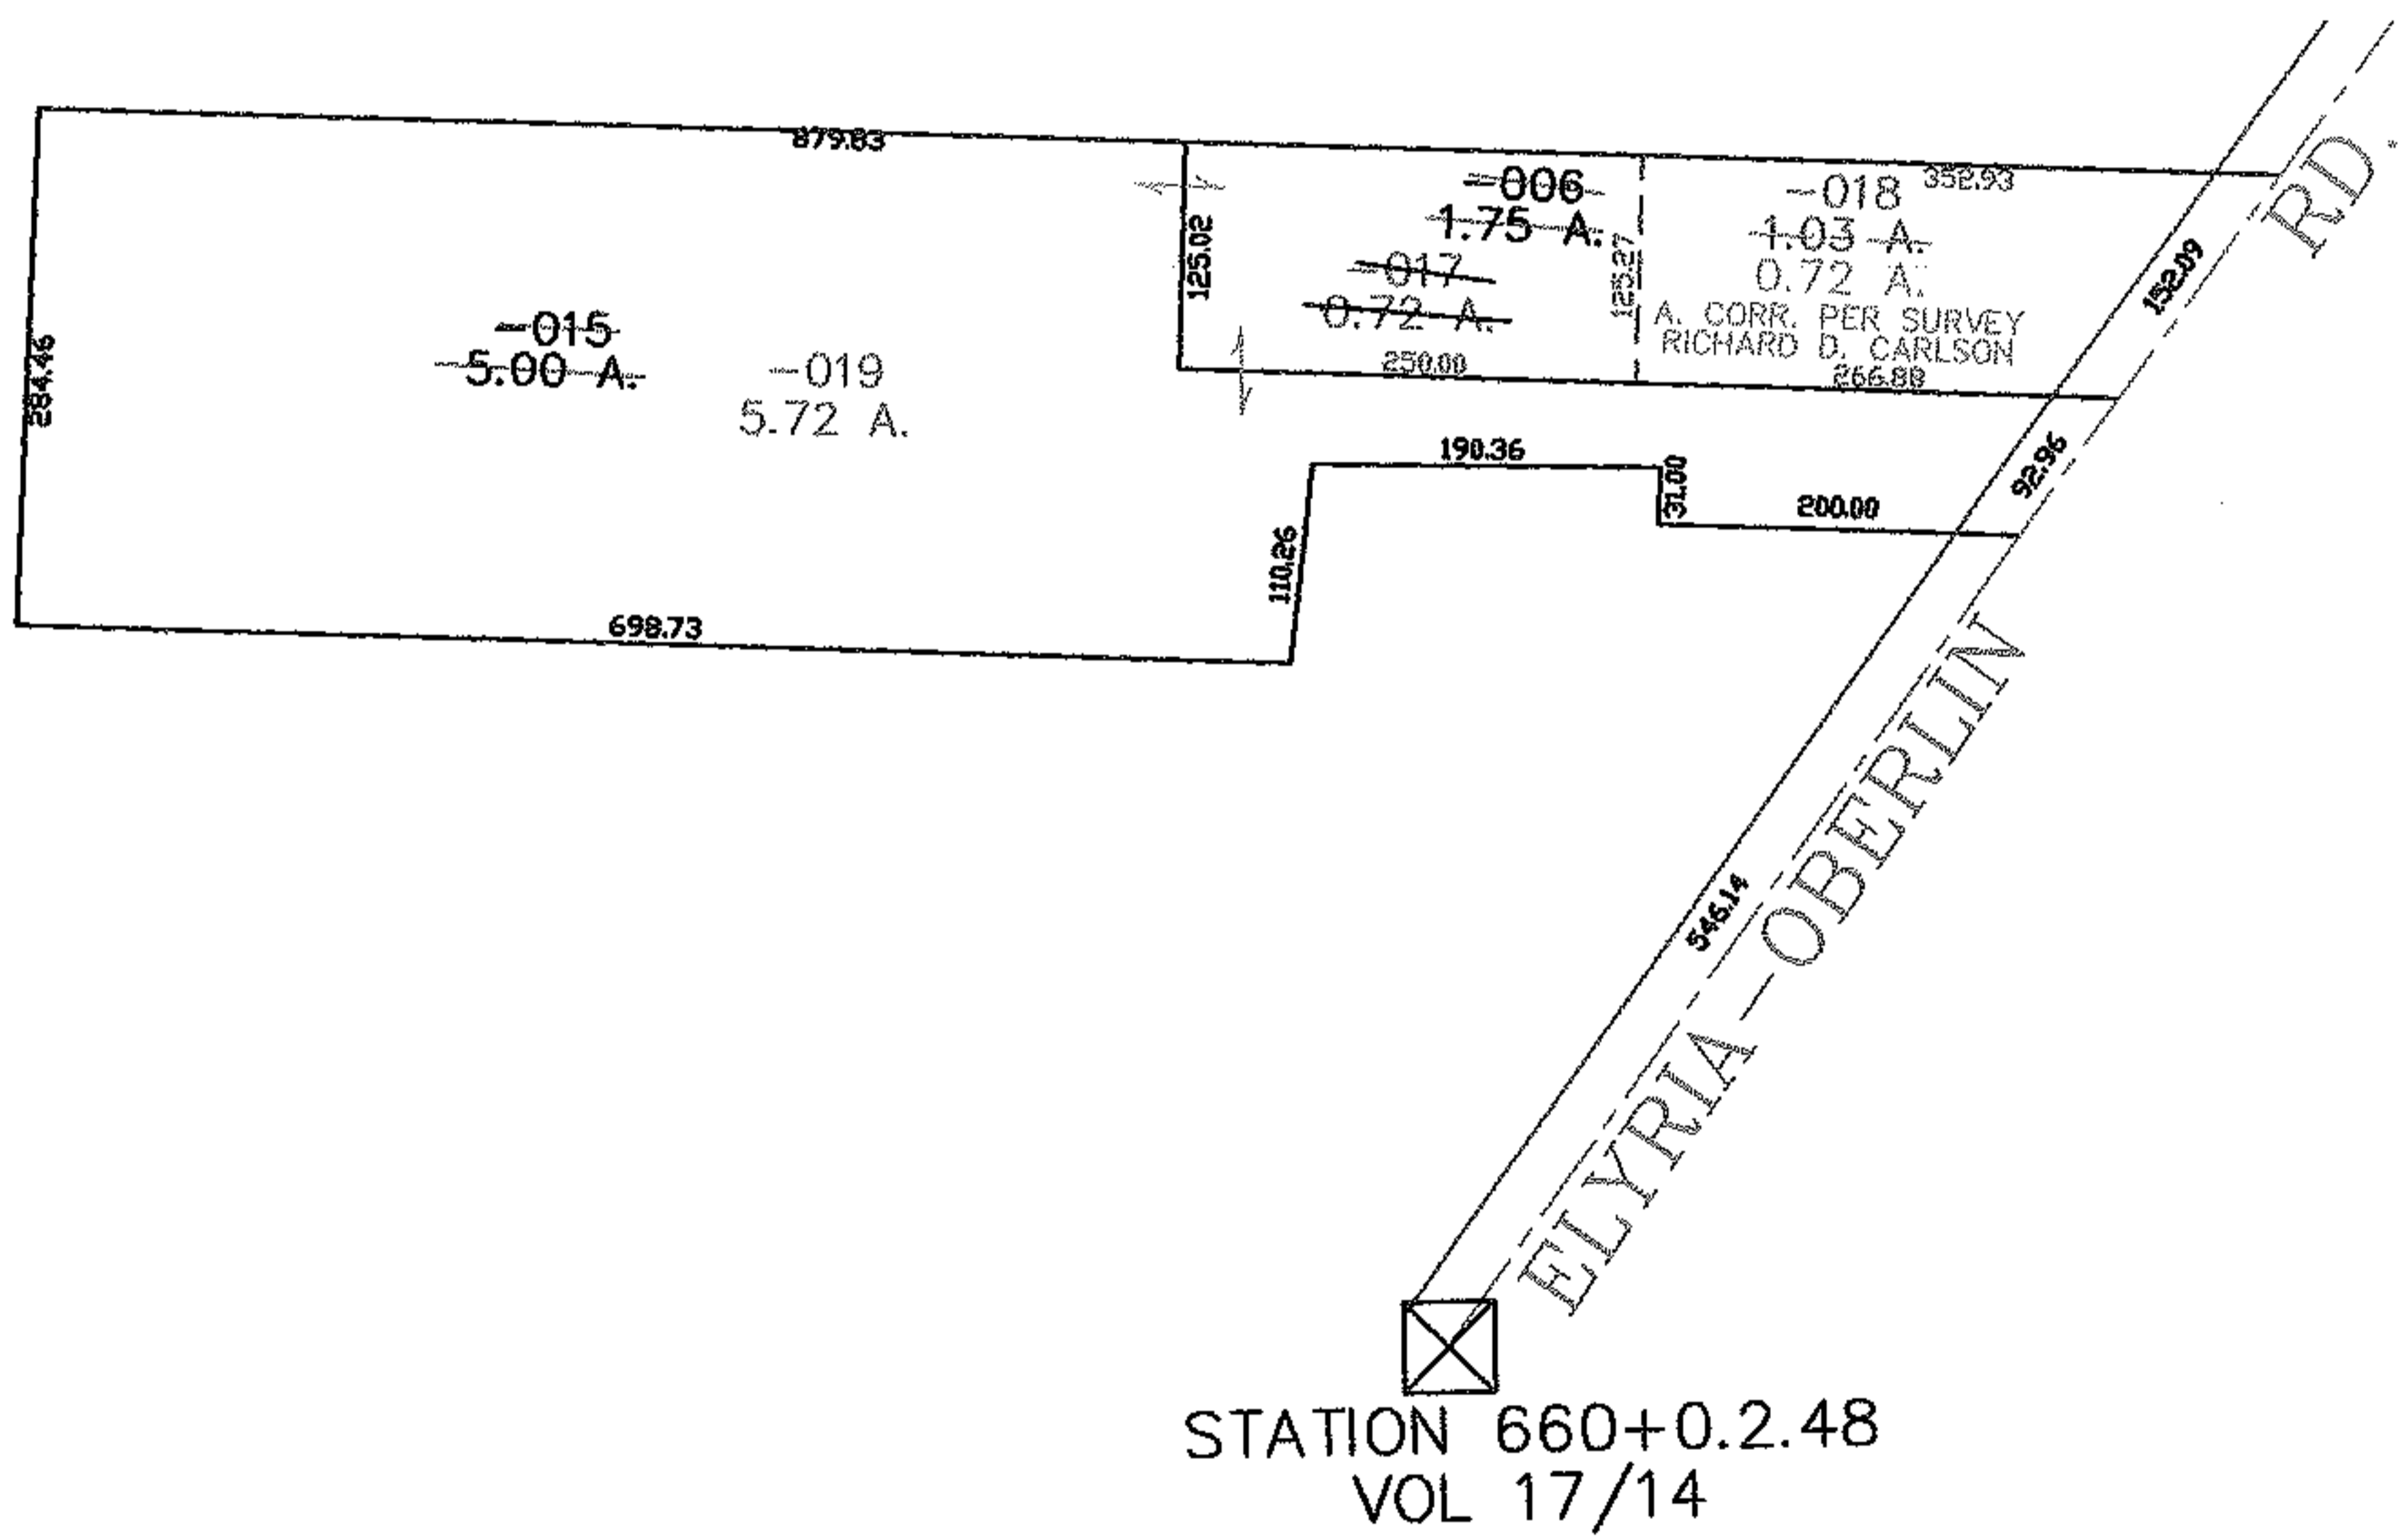 879.83
352.93
-006
1.75 A.
-017
0.72 A.
-018
1.03 A.
0.72 A.
A. CORR. PER SURVEY
RICHARD D. CARLSON
125.02
125.27
250.00
266.88
152.09
RD.
284.46
-015
5.00 A.
-019
5.72 A.
190.36
31.00
200.00
92.96
110.26
698.73
546.14
ELYRIA-OBERLIN
STATION 660+0.2.48
VOL 17/14